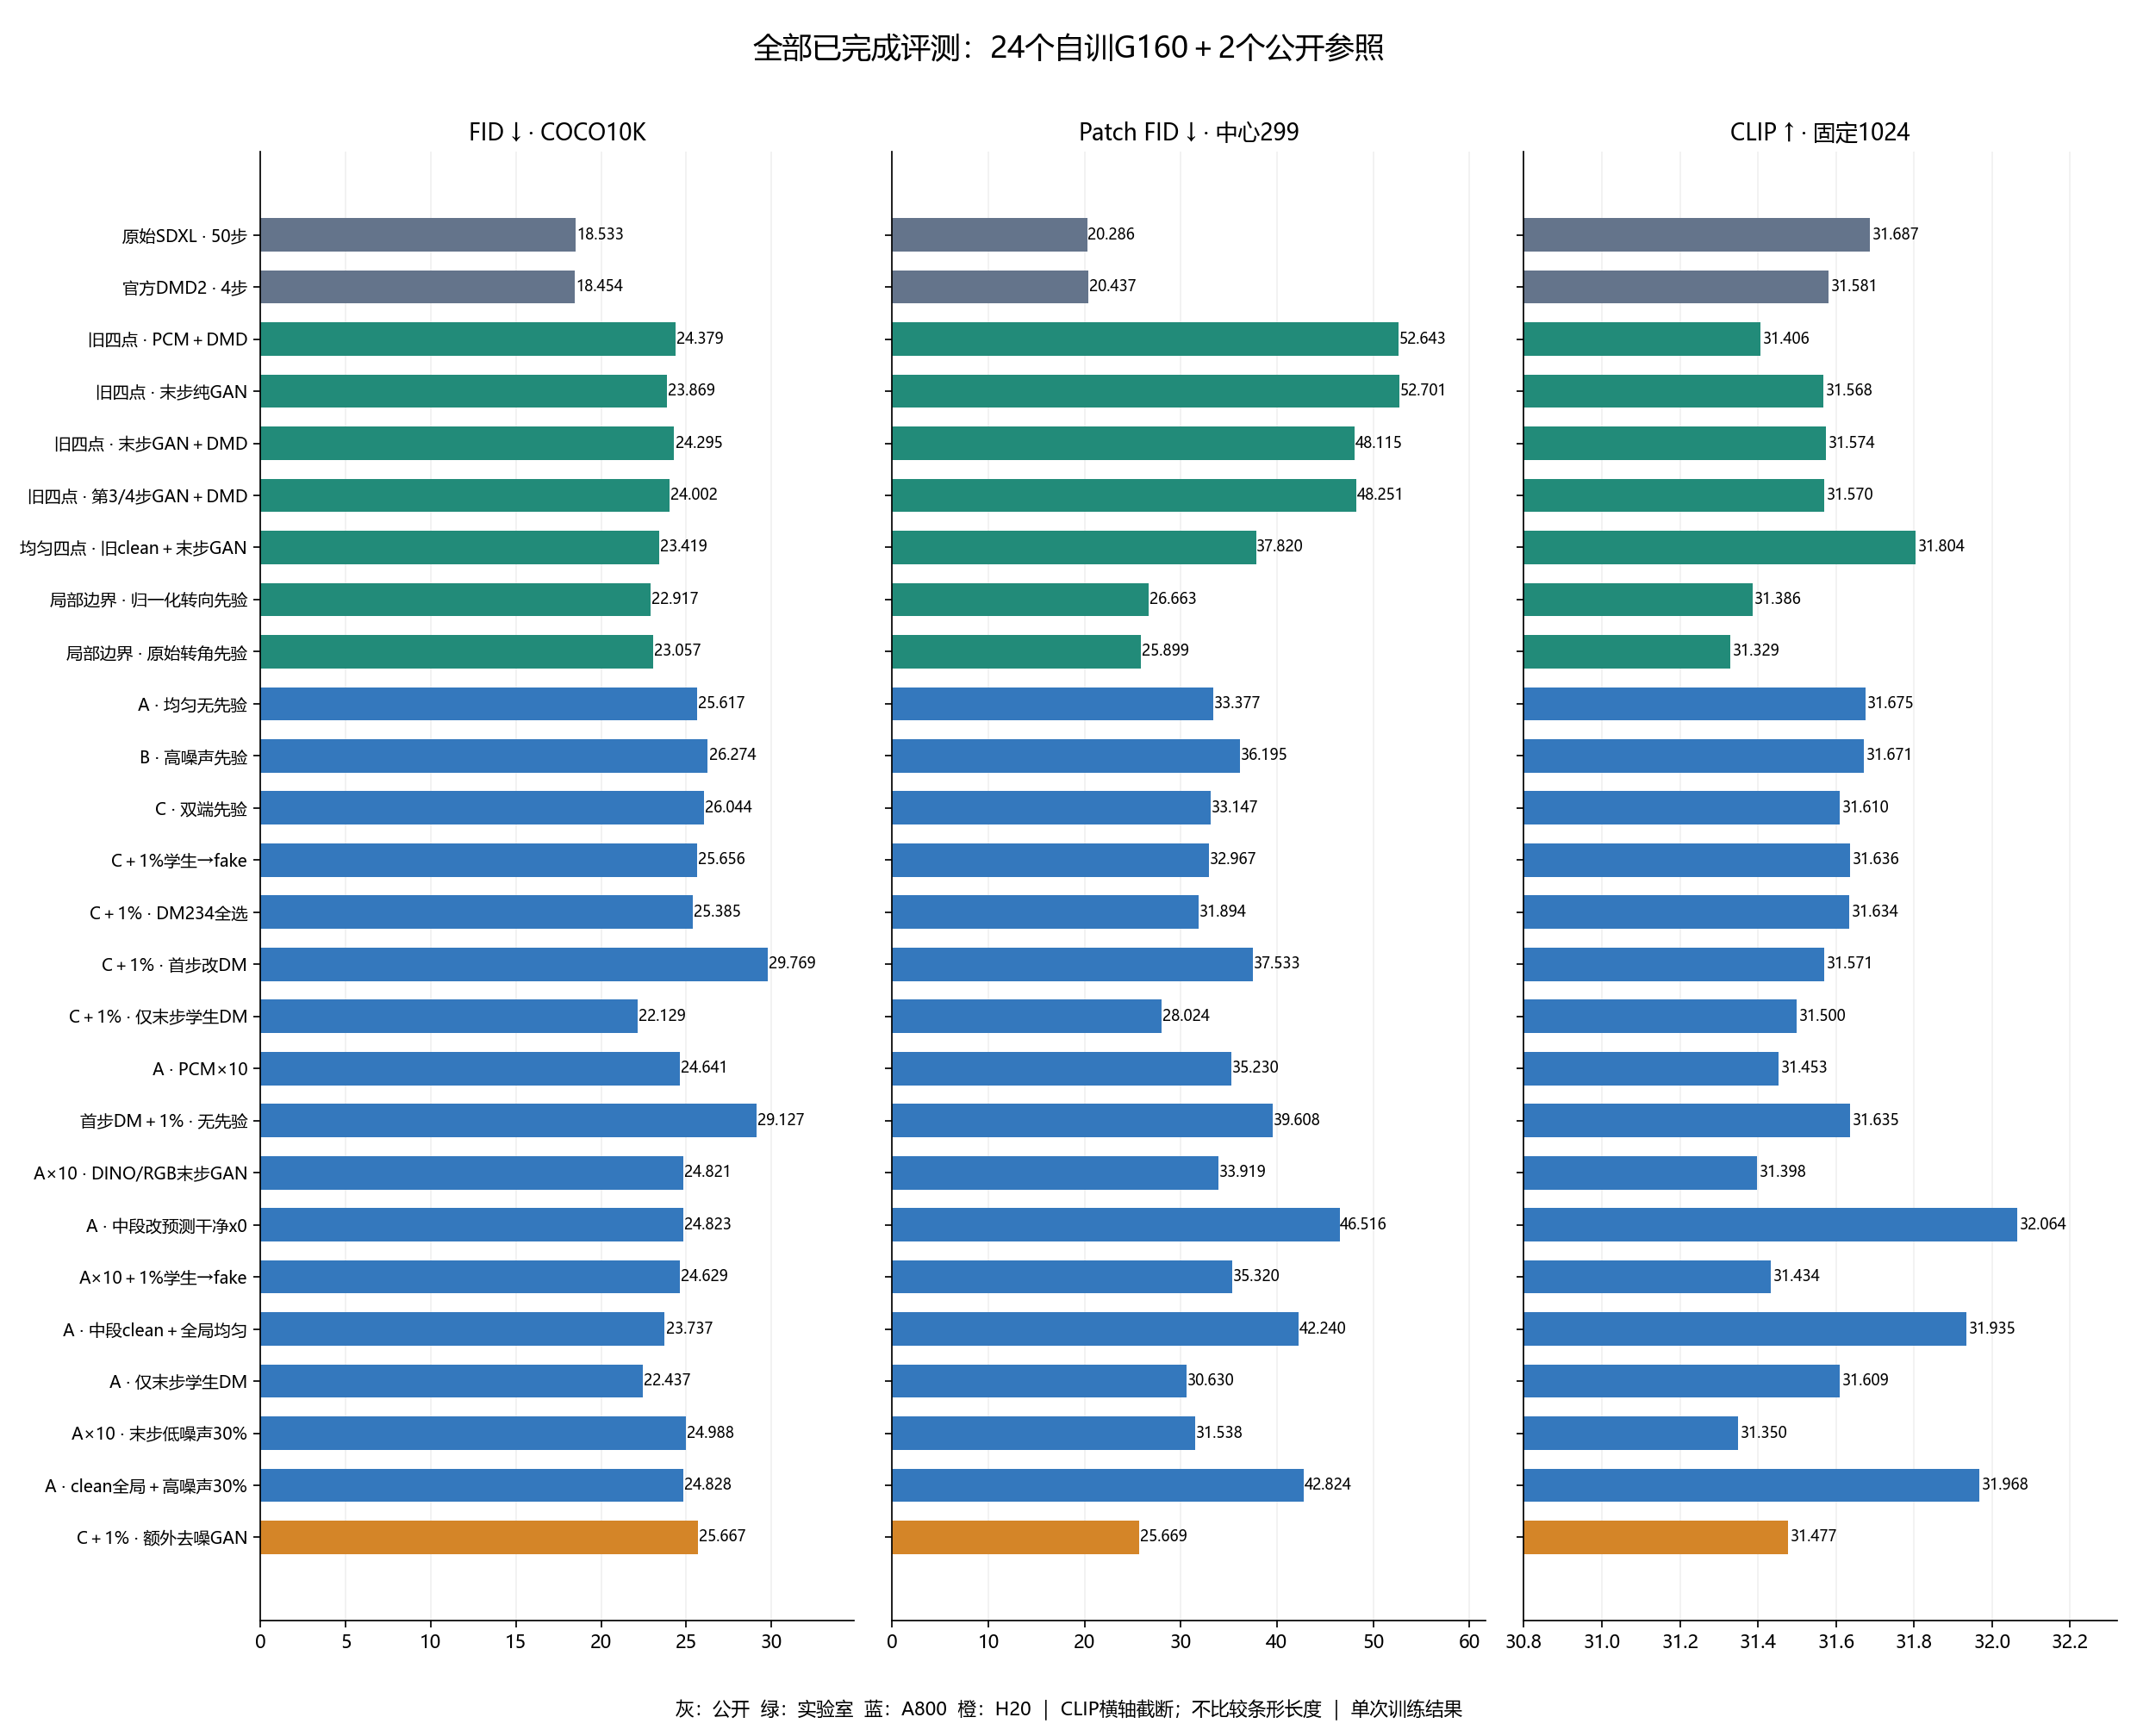 全部已完成评测：24个自训G160＋2个公开参照
FID↓ · COCO10K
Patch FID↓ · 中心299
CLIP↑ · 固定1024
原始SDXL · 50步 18.533 20.286 31.687
官方DMD2 · 4步 18.454 20.437 31.581
旧四点 · PCM＋DMD 24.379 52.643 31.406
旧四点 · 末步纯GAN 23.869 52.701 31.568
旧四点 · 末步GAN＋DMD 24.295 48.115 31.574
旧四点 · 第3/4步GAN＋DMD 24.002 48.251 31.570
均匀四点 · 旧clean＋末步GAN 23.419 37.820 31.804
局部边界 · 归一化转向先验 22.917 26.663 31.386
局部边界 · 原始转角先验 23.057 25.899 31.329
A · 均匀无先验 25.617 33.377 31.675
B · 高噪声先验 26.274 36.195 31.671
C · 双端先验 26.044 33.147 31.610
C＋1%学生→fake 25.656 32.967 31.636
C＋1% · DM234全选 25.385 31.894 31.634
C＋1% · 首步改DM 29.769 37.533 31.571
C＋1% · 仅末步学生DM 22.129 28.024 31.500
A · PCM×10 24.641 35.230 31.453
首步DM＋1% · 无先验 29.127 39.608 31.635
A×10 · DINO/RGB末步GAN 24.821 33.919 31.398
A · 中段改预测干净x0 24.823 46.516 32.064
A×10＋1%学生→fake 24.629 35.320 31.434
A · 中段clean＋全局均匀 23.737 42.240 31.935
A · 仅末步学生DM 22.437 30.630 31.609
A×10 · 末步低噪声30% 24.988 31.538 31.350
A · clean全局＋高噪声30% 24.828 42.824 31.968
C＋1% · 额外去噪GAN 25.667 25.669 31.477
0 5 10 15 20 25 30
0 10 20 30 40 50 60
30.8 31.0 31.2 31.4 31.6 31.8 32.0 32.2
灰：公开 绿：实验室 蓝：A800 橙：H20 ｜ CLIP横轴截断；不比较条形长度 ｜ 单次训练结果